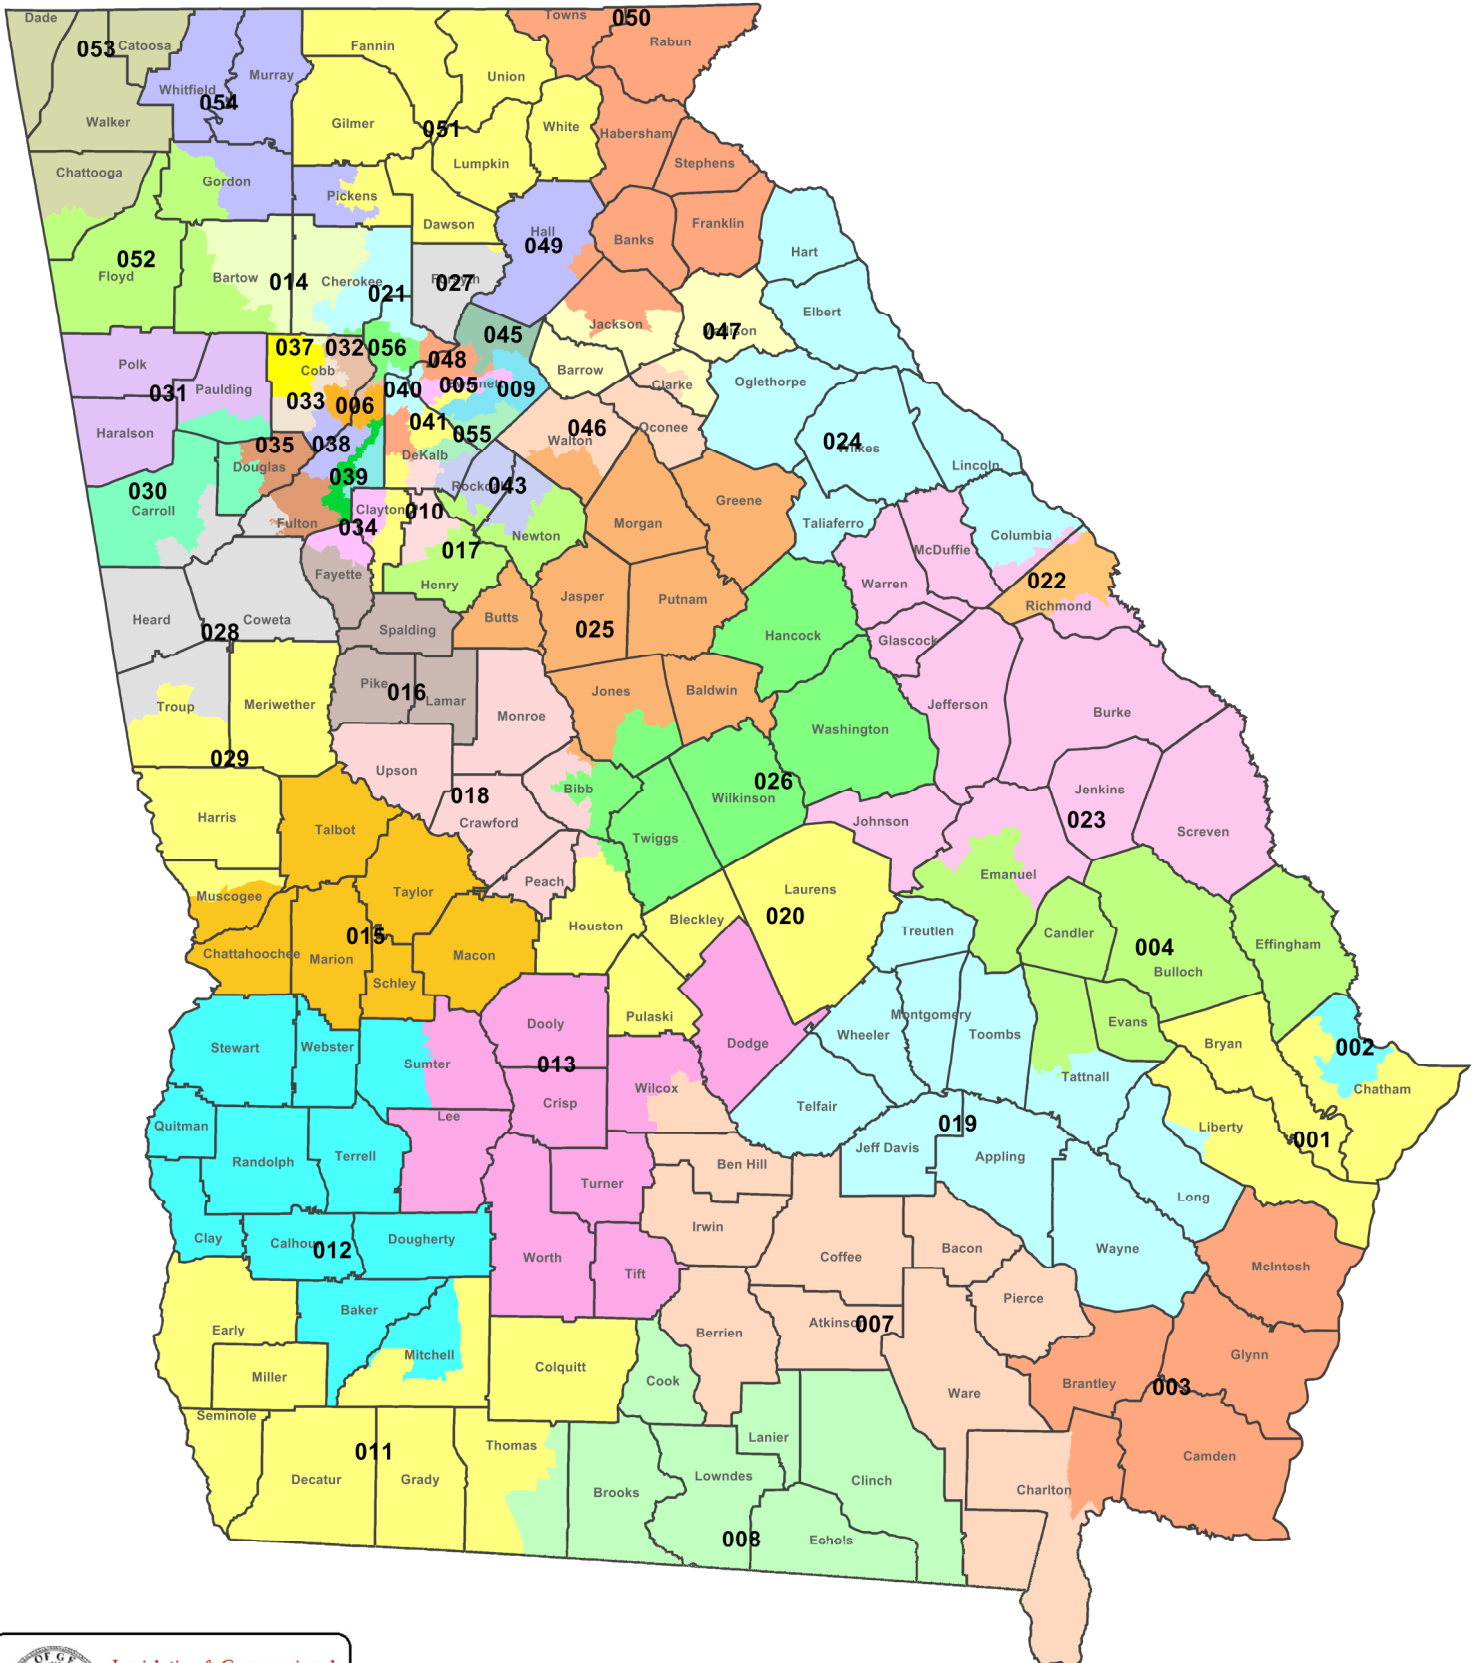 Dade
Catoosa
053
Whitfield
054
Murray
Fannin
Union
Towns
050
Rabun
Walker
Gilmer
051
White
Habersham
Lumpkin
Stephens
Chattooga
Gordon
Pickens
Dawson
Hall
049
Banks
Franklin
Hart
052
Floyd
Bartow
014
Cherokee
021
027
Elbert
Jackson
047
045
Polk
031
Paulding
037
032
056
Cobb
048
040
005
009
Barrow
Clarke
Oglethorpe
033
006
041
055
Walton
046
Oconee
024
Wilkes
Lincoln
Haralson
035
038
Douglas
DeKalb
039
043
030
Carroll
Fulton
034
Clayton
010
017
Newton
Henry
Morgan
Greene
Taliaferro
Columbia
McDuffie
Warren
022
Richmond
Fayette
Heard
028
Coweta
Spalding
Butts
Jasper
025
Putnam
Hancock
Glascock
Troup
Meriwether
Pike
016
Lamar
Monroe
Jones
Baldwin
Washington
Jefferson
Burke
029
Upson
018
Crawford
Bibb
026
Wilkinson
Twiggs
Johnson
Jenkins
023
Screven
Harris
Talbot
Taylor
Peach
Laurens
020
Emanuel
Muscogee
Houston
Bleckley
Treutlen
Candler
004
Bulloch
Effingham
Chattahoochee
Marion
015
Schley
Macon
Pulaski
Dodge
Montgomery
Wheeler
Toombs
Evans
Bryan
002
Chatham
Stewart
Webster
Sumter
Dooly
013
Crisp
Wilcox
Telfair
Tattnall
Liberty
001
Quitman
Randolph
Terrell
Lee
Turner
Ben Hill
Jeff Davis
019
Appling
Long
Clay
Calhoun
012
Dougherty
Worth
Tift
Irwin
Coffee
Bacon
Wayne
McIntosh
Early
Baker
Mitchell
Miller
Colquitt
Berrien
Atkinson
007
Pierce
Cook
Ware
Brantley
003
Glynn
Seminole
011
Decatur
Grady
Thomas
Brooks
Lowndes
Lanier
Clinch
008
Echols
Charlton
Camden